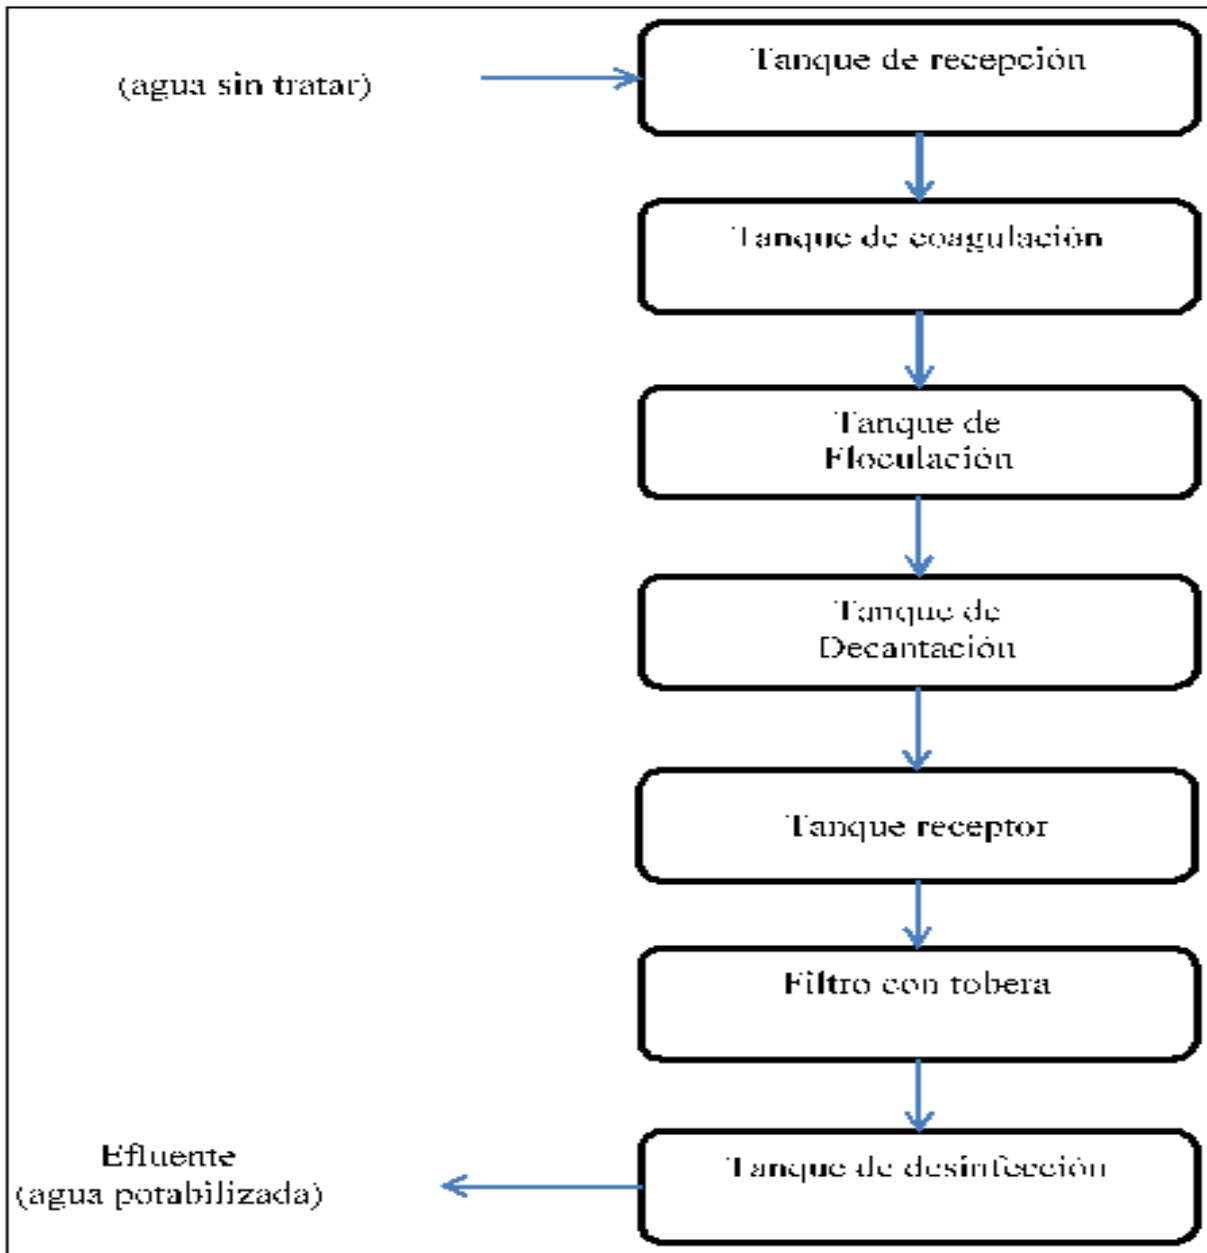 (agua sin tratar)
Tanque de recepción
Tanque de coagulación
Tanque de
Floculación
Tanque de
Decantación
Tanque receptor
Filtro con tobera
Tanque de desinfección
Efluente
(agua potabilizada)